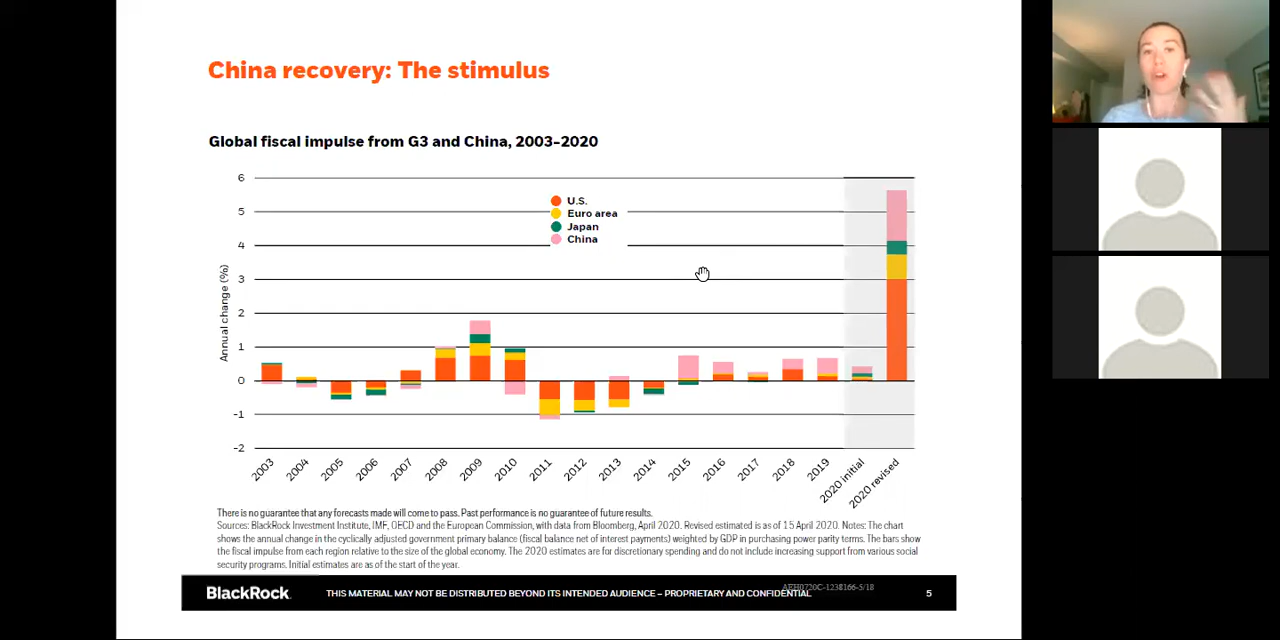 China recovery: The stimulus
Global fiscal impulse from G3 and China, 2003-2020
Annual change (%)
6
5
4
3
2
1
0
-1
-2
U.S.
Euro area
Japan
China
2003
2004
2005
2006
2007
2008
2009
2010
2011
2012
2013
2014
2015
2016
2017
2018
2019
2020 initial
2020 revised
There is no guarantee that any forecasts made will come to pass. Past performance is no guarantee of future results.
Sources: BlackRock Investment Institute, IMF, OECD and the European Commission, with data from Bloomberg, April 2020. Revised estimated is as of 15 April 2020. Notes: The chart
shows the annual change in the cyclically adjusted government primary balance (fiscal balance net of interest payments) weighted by GDP in purchasing power parity terms. The bars show
the fiscal impulse from each region relative to the size of the global economy. The 2020 estimates are for discretionary spending and do not include increasing support from various social
security programs. Initial estimates are as of the start of the year.
BlackRock.
THIS MATERIAL MAY NOT BE DISTRIBUTED BEYOND ITS INTENDED AUDIENCE – PROPRIETARY AND CONFIDENTIAL
AEH0720C-1238166-5/18
5